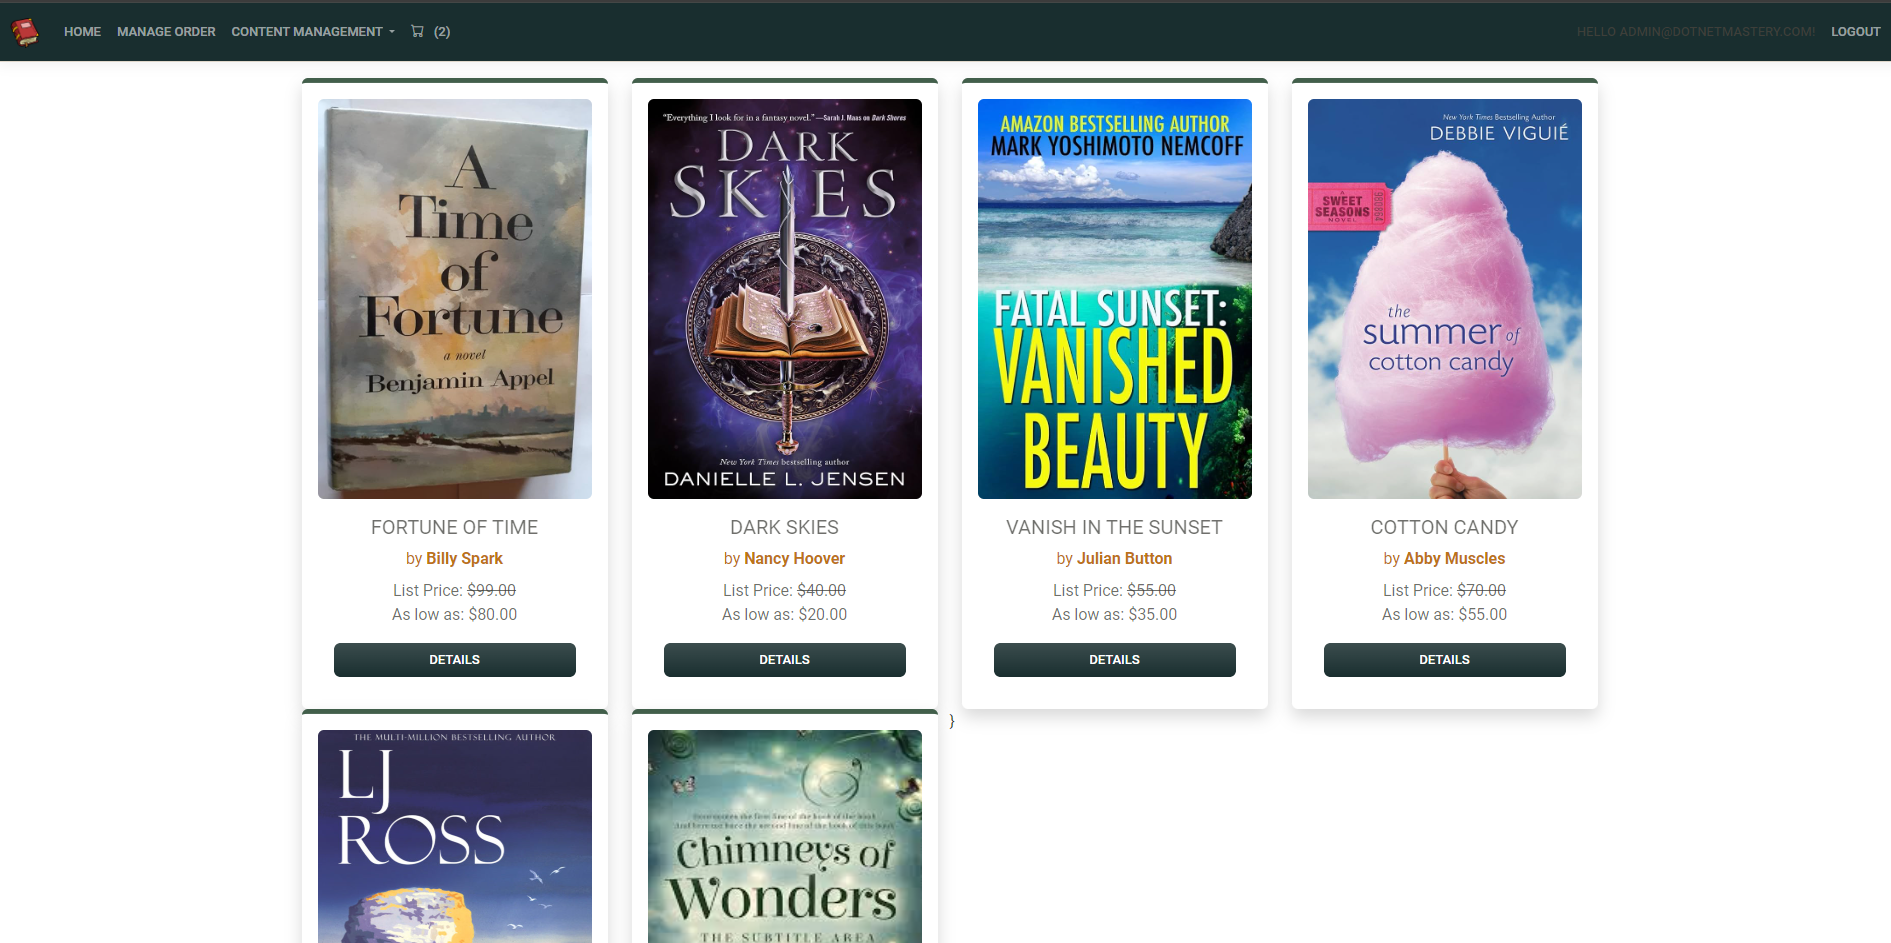 HOME MANAGE ORDER CONTENT MANAGEMENT (2) HELLO ADMIN@DOTNETMASTERY.COM! LOGOUT
A
Time
of
Fortune
a novel
Benjamin Appel
FORTUNE OF TIME
by Billy Spark
List Price: $99.00
As low as: $80.00
DETAILS
"Everything I look for in a fantasy novel." —Sarah J. Maas on Dark Shores
DARK
SKIES
New York Times bestselling author
DANIELLE L. JENSEN
DARK SKIES
by Nancy Hoover
List Price: $40.00
As low as: $20.00
DETAILS
AMAZON BESTSELLING AUTHOR
MARK YOSHIMOTO NEMCOFF
FATAL SUNSET:
VANISHED
BEAUTY
VANISH IN THE SUNSET
by Julian Button
List Price: $55.00
As low as: $35.00
DETAILS
New York Times Bestselling Author
DEBBIE VIGUIÉ
A
SWEET
SEASONS
NOVEL
the
summer of
cotton candy
COTTON CANDY
by Abby Muscles
List Price: $70.00
As low as: $55.00
DETAILS
THE MULTI-MILLION BESTSELLING AUTHOR
LJ
ROSS
Chimneys of
Wonders
THE SUBTITLE AREA
}